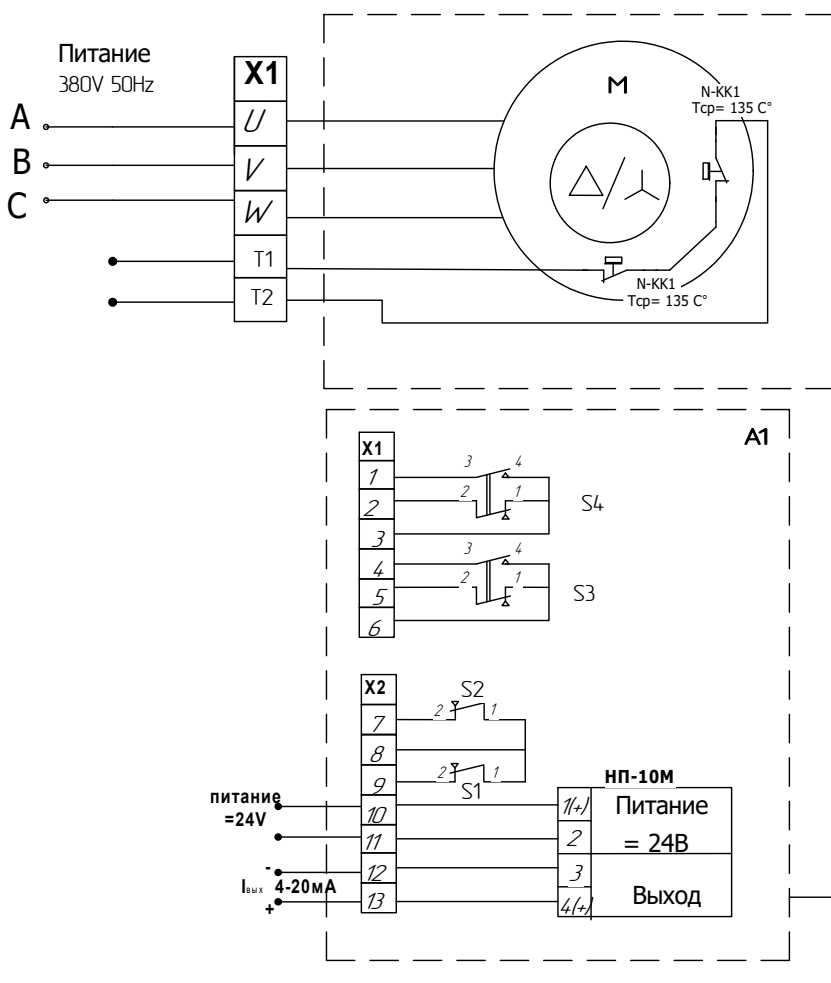 Питание
380V 50Hz
X1
A
U
B
V
C
W
T1
T2
M
N-KK1
Tcp= 135 C°
N-KK1
Tcp= 135 C°
A1
X1
1
2
3
4
5
6
3 4
2 1
S4
3 4
2 1
S3
X2
7
8
9
10
11
12
13
S2
2 1
2 1
S1
питание
=24V
-
Iвых 4-20мА
+
НП-10М
1(+)
2
3
4(+)
Питание
= 24В
Выход